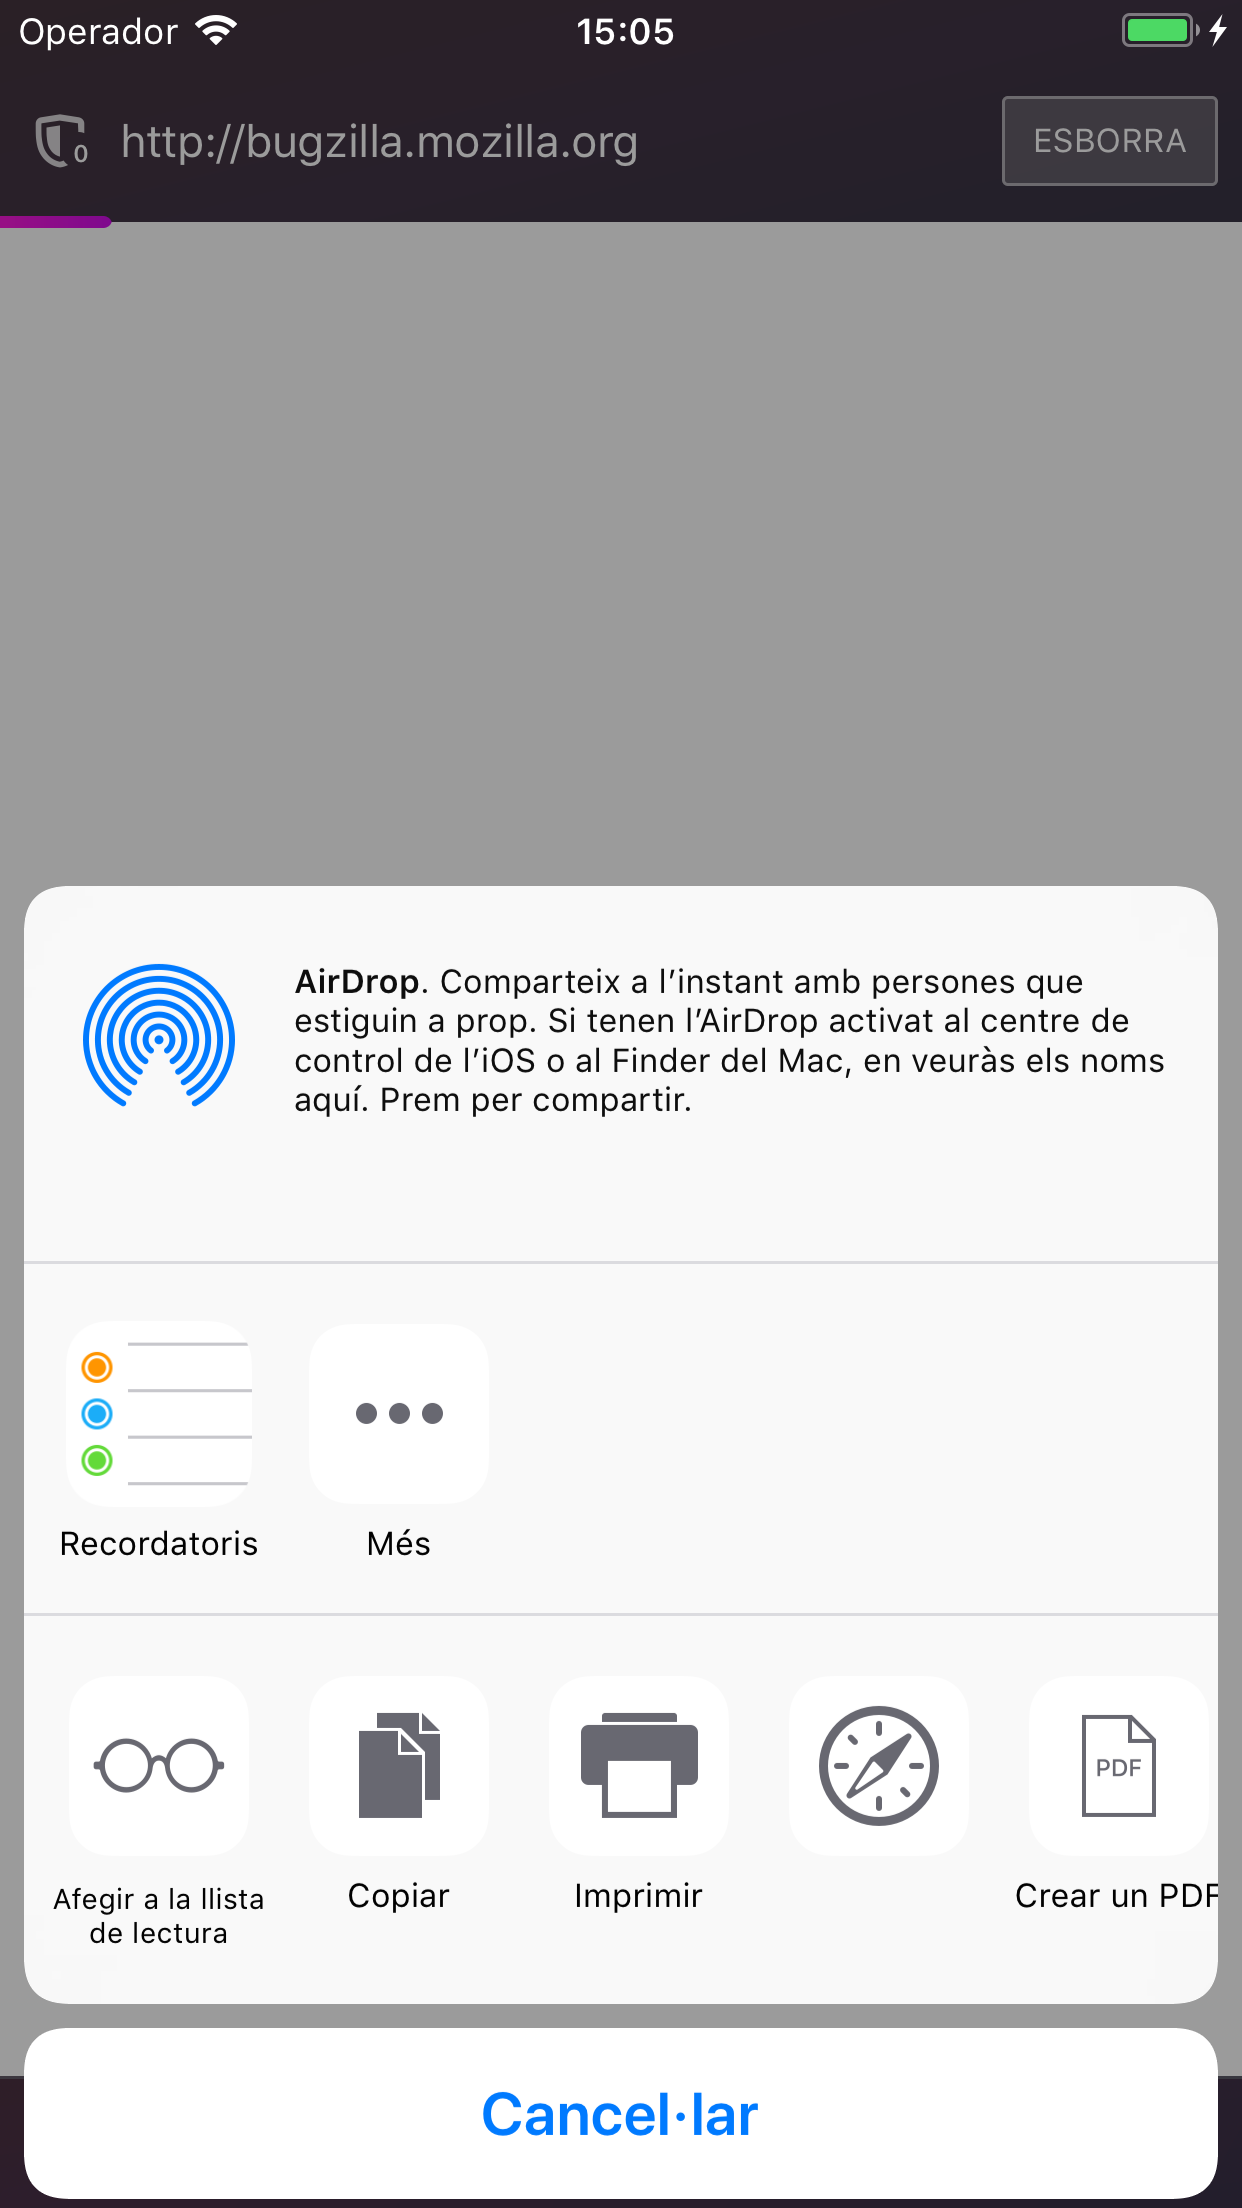 Operador
15:05
0
http://bugzilla.mozilla.org
ESBORRA
AirDrop. Comparteix a l’instant amb persones que
estiguin a prop. Si tenen l’AirDrop activat al centre de
control de l’iOS o al Finder del Mac, en veuràs els noms
aquí. Prem per compartir.
Recordatoris
Més
PDF
Afegir a la llista
de lectura
Copiar
Imprimir
Crear un PDF
Cancel·lar